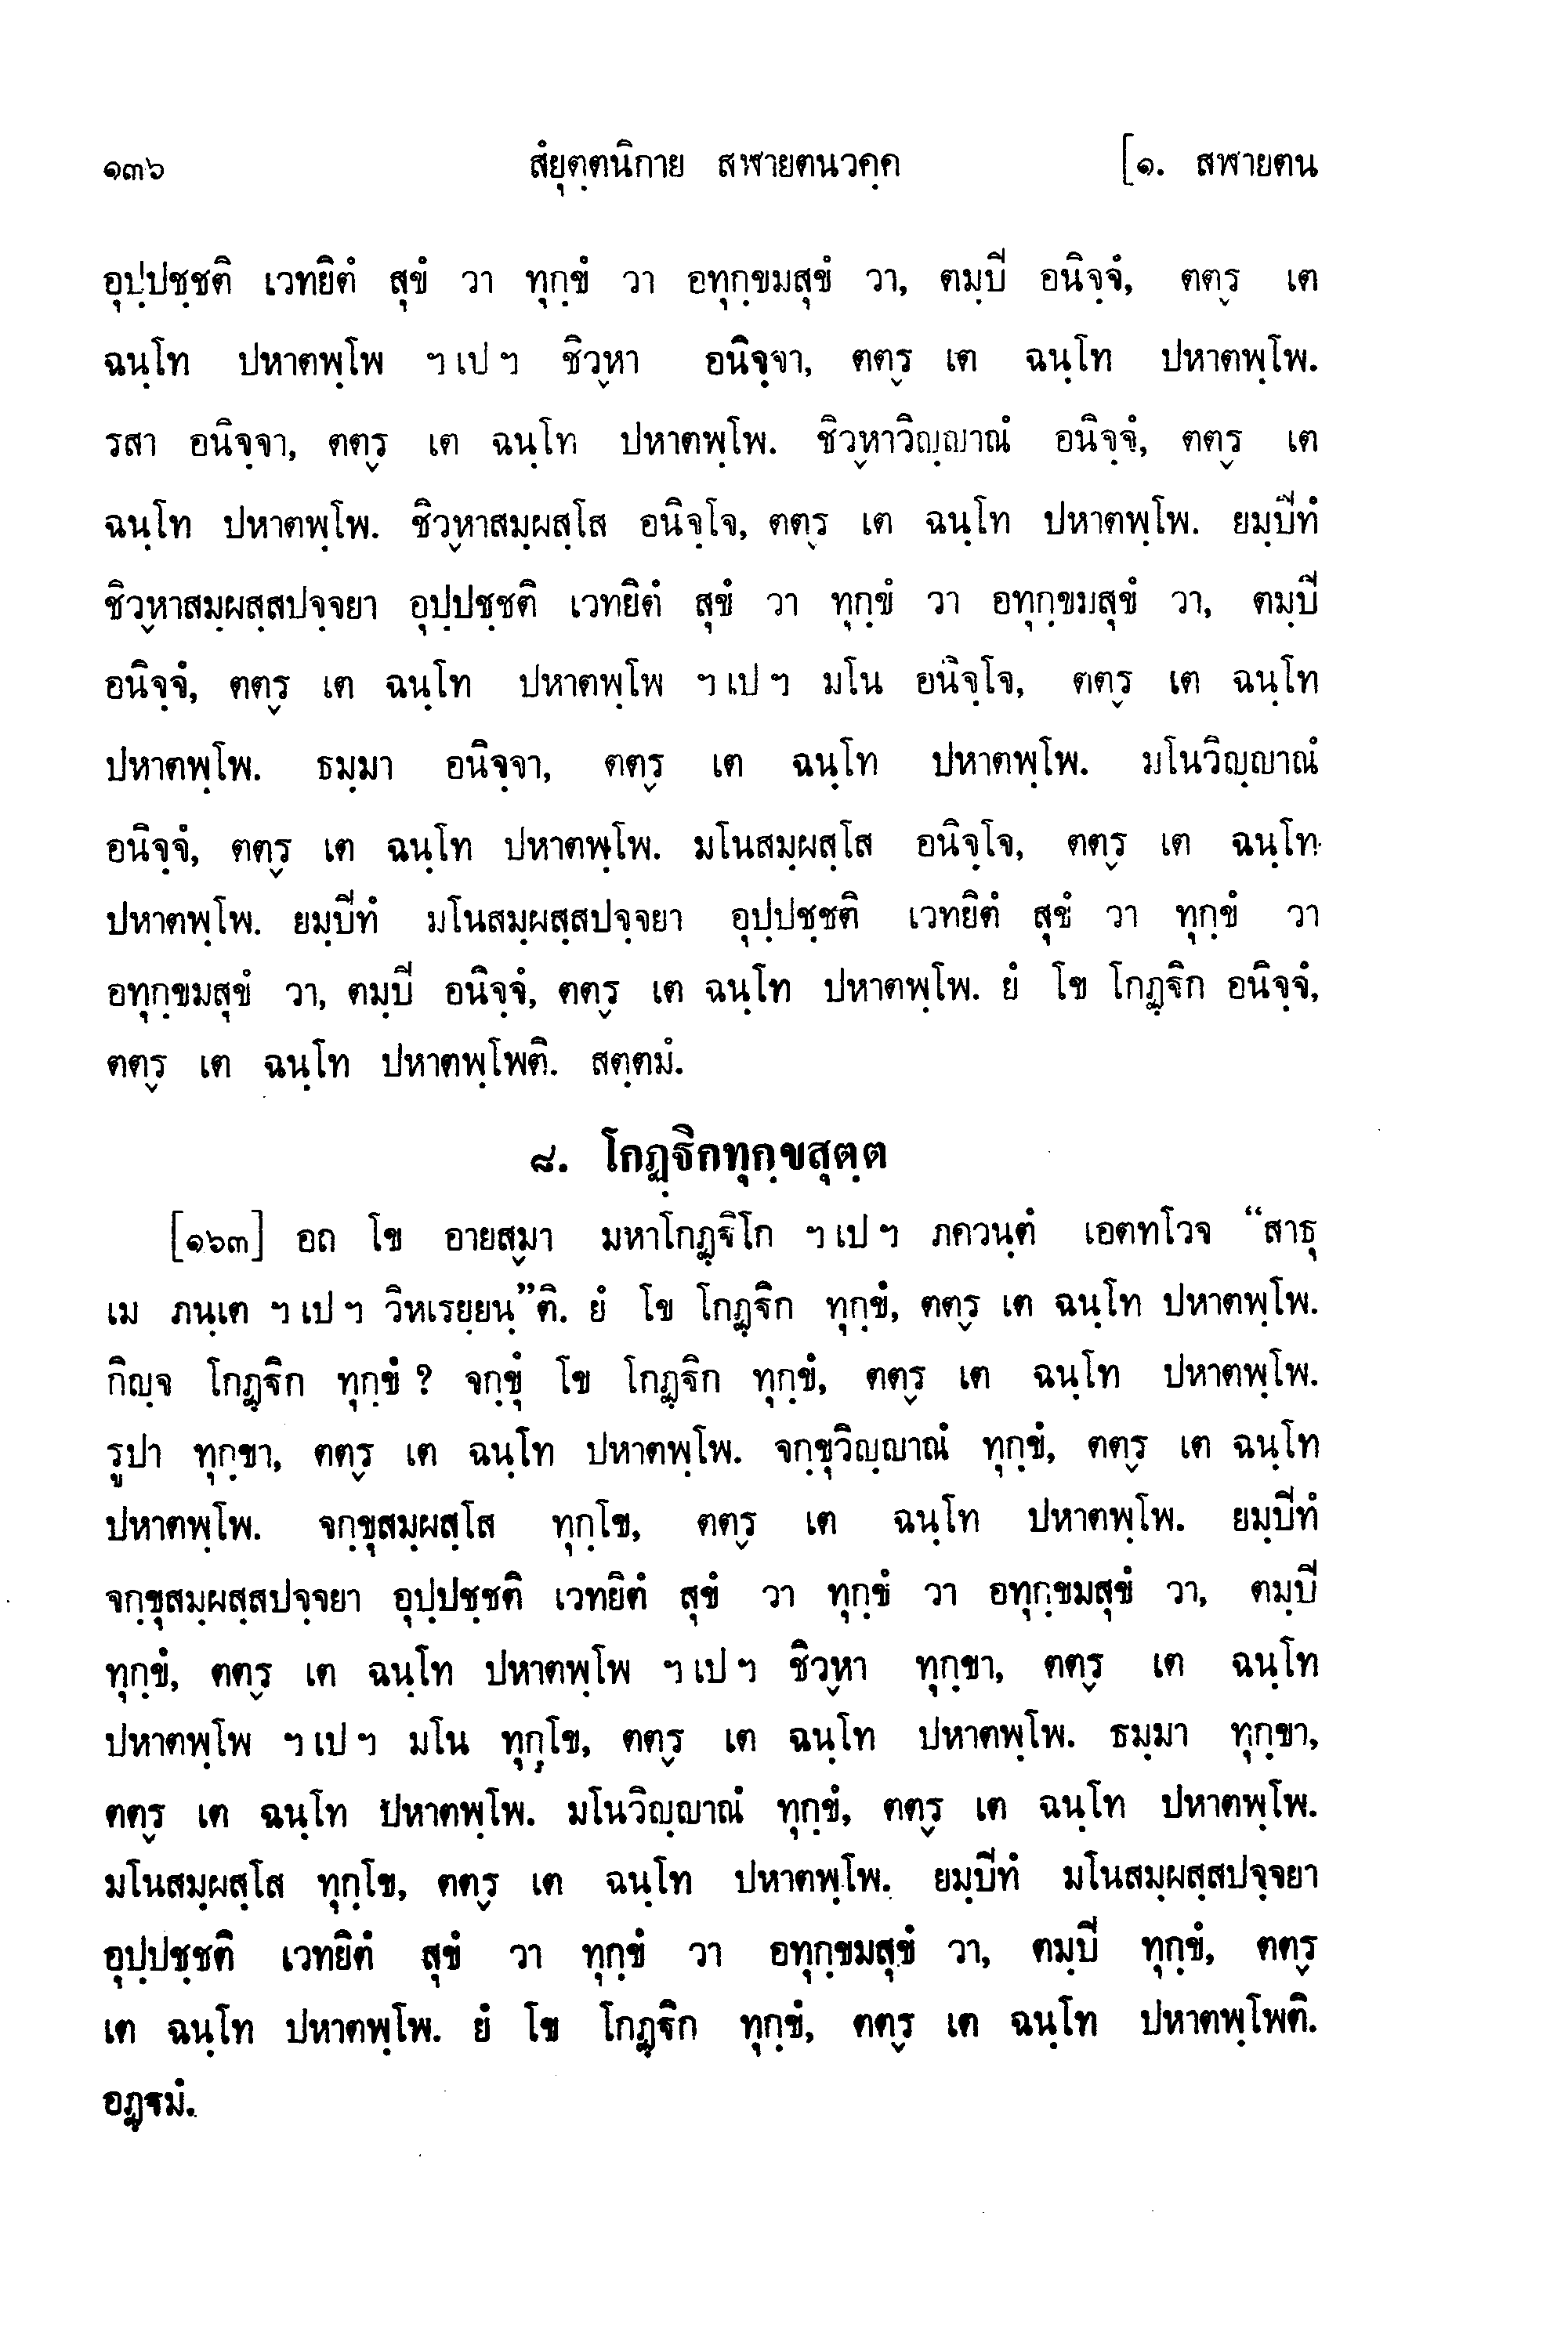 ๑๓๖ สํยุตฺตนิกาย สฬายตนวคฺค [๑. สฬายตน
อุปฺปชฺชติ เวทยิตํ สุขํ วา ทุกฺขํ วา อทุกฺขมสุขํ วา, ตมฺปิ อนิจฺจํ, ตตฺร เต
ฉนฺโท ปหาตพฺโพ ฯ เป ฯ ชิวฺหา อนิจฺจา, ตตฺร เต ฉนฺโท ปหาตพฺโพ.
รสา อนิจฺจา, ตตฺร เต ฉนฺโท ปหาตพฺโพ. ชิวฺหาวิญฺญาณํ อนิจฺจํ, ตตฺร เต
ฉนฺโท ปหาตพฺโพ. ชิวฺหาสมฺผสฺโส อนิจฺโจ, ตตฺร เต ฉนฺโท ปหาตพฺโพ. ยมฺปิทํ
ชิวฺหาสมฺผสฺสปจฺจยา อุปฺปชฺชติ เวทยิตํ สุขํ วา ทุกฺขํ วา อทุกฺขมสุขํ วา, ตมฺปิ
อนิจฺจํ, ตตฺร เต ฉนฺโท ปหาตพฺโพ ฯ เป ฯ มโน อนิจฺโจ, ตตฺร เต ฉนฺโท
ปหาตพฺโพ. ธมฺมา อนิจฺจา, ตตฺร เต ฉนฺโท ปหาตพฺโพ. มโนวิญฺญาณํ
อนิจฺจํ, ตตฺร เต ฉนฺโท ปหาตพฺโพ. มโนสมฺผสฺโส อนิจฺโจ, ตตฺร เต ฉนฺโท
ปหาตพฺโพ. ยมฺปิทํ มโนสมฺผสฺสปจฺจยา อุปฺปชฺชติ เวทยิตํ สุขํ วา ทุกฺขํ วา
อทุกฺขมสุขํ วา, ตมฺปิ อนิจฺจํ, ตตฺร เต ฉนฺโท ปหาตพฺโพ. ยํ โข โกฏฺฐิก อนิจฺจํ,
ตตฺร เต ฉนฺโท ปหาตพฺโพติ. สตฺตมํ.
๘. โกฏฺฐิกทุกฺขสุตฺต
[๑๖๓] อถ โข อายสฺมา มหาโกฏฺฐิโก ฯ เป ฯ ภควนฺตํ เอตทโวจ “สาธุ
เม ภนฺเต ฯ เป ฯ วิหเรยฺยนฺ”ติ. ยํ โข โกฏฺฐิก ทุกฺขํ, ตตฺร เต ฉนฺโท ปหาตพฺโพ.
กิญฺจ โกฏฺฐิก ทุกฺขํ ? จกฺขุํ โข โกฏฺฐิก ทุกฺขํ, ตตฺร เต ฉนฺโท ปหาตพฺโพ.
รูปา ทุกฺขา, ตตฺร เต ฉนฺโท ปหาตพฺโพ. จกฺขุวิญฺญาณํ ทุกฺขํ, ตตฺร เต ฉนฺโท
ปหาตพฺโพ. จกฺขุสมฺผสฺโส ทุกฺโข, ตตฺร เต ฉนฺโท ปหาตพฺโพ. ยมฺปิทํ
จกฺขุสมฺผสฺสปจฺจยา อุปฺปชฺชติ เวทยิตํ สุขํ วา ทุกฺขํ วา อทุกฺขมสุขํ วา, ตมฺปิ
ทุกฺขํ, ตตฺร เต ฉนฺโท ปหาตพฺโพ ฯ เป ฯ ชิวฺหา ทุกฺขา, ตตฺร เต ฉนฺโท
ปหาตพฺโพ ฯ เป ฯ มโน ทุกฺโข, ตตฺร เต ฉนฺโท ปหาตพฺโพ. ธมฺมา ทุกฺขา,
ตตฺร เต ฉนฺโท ปหาตพฺโพ. มโนวิญฺญาณํ ทุกฺขํ, ตตฺร เต ฉนฺโท ปหาตพฺโพ.
มโนสมฺผสฺโส ทุกฺโข, ตตฺร เต ฉนฺโท ปหาตพฺโพ. ยมฺปิทํ มโนสมฺผสฺสปจฺจยา
อุปฺปชฺชติ เวทยิตํ สุขํ วา ทุกฺขํ วา อทุกฺขมสุขํ วา, ตมฺปิ ทุกฺขํ, ตตฺร
เต ฉนฺโท ปหาตพฺโพ. ยํ โข โกฏฺฐิก ทุกฺขํ, ตตฺร เต ฉนฺโท ปหาตพฺโพติ.
อฏฺฐมํ.